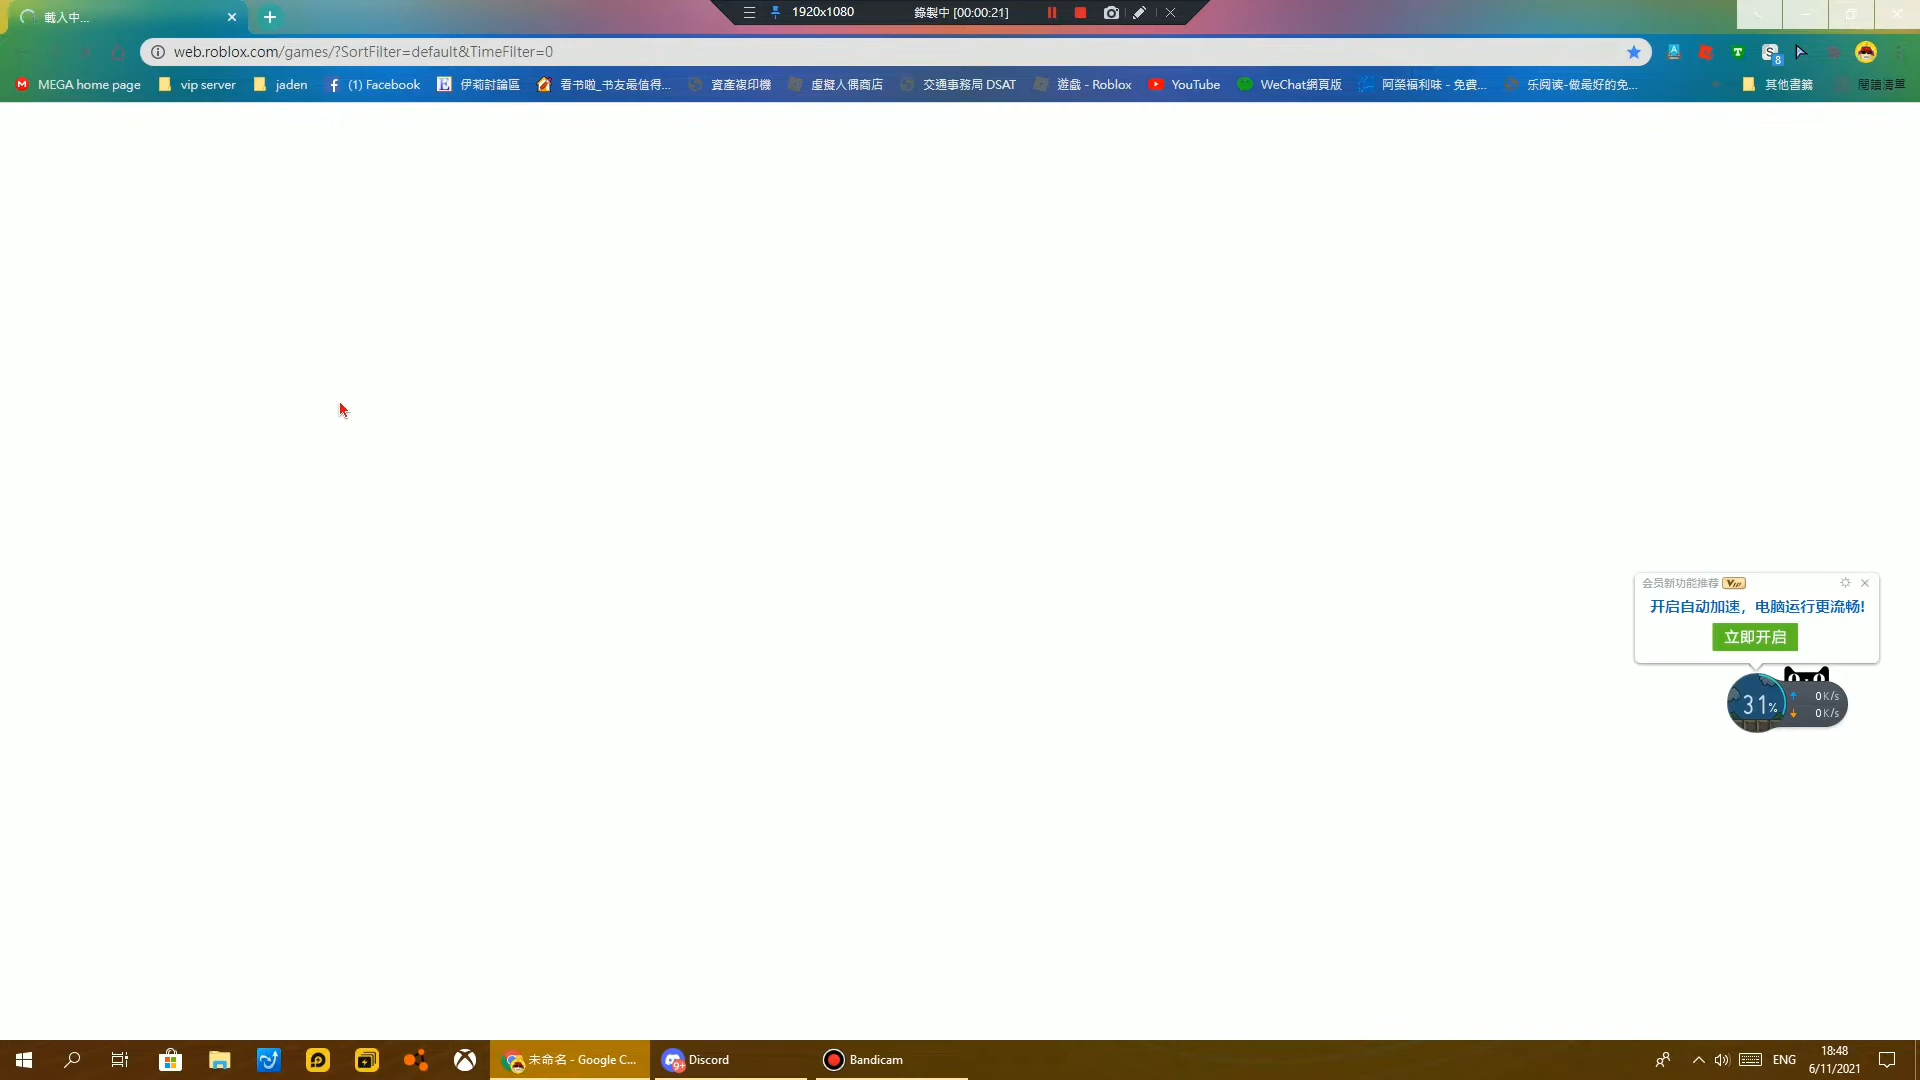 載入中...
1920x1080
錄製中 [00:00:21]
web.roblox.com/games/?SortFilter=default&TimeFilter=0
MEGA home page
vip server
jaden
(1) Facebook
伊莉討論區
看书啦_书友最值得...
資產複印機
虛擬人偶商店
交通事務局 DSAT
遊戲 - Roblox
YouTube
WeChat網頁版
阿榮福利味 - 免費...
乐阅读-做最好的免...
其他書籤
閱讀清單
会员新功能推荐 VIP
开启自动加速，电脑运行更流畅!
立即开启
31%
0K/s
0K/s
未命名 - Google C...
9+
Discord
Bandicam
ENG
18:48
6/11/2021